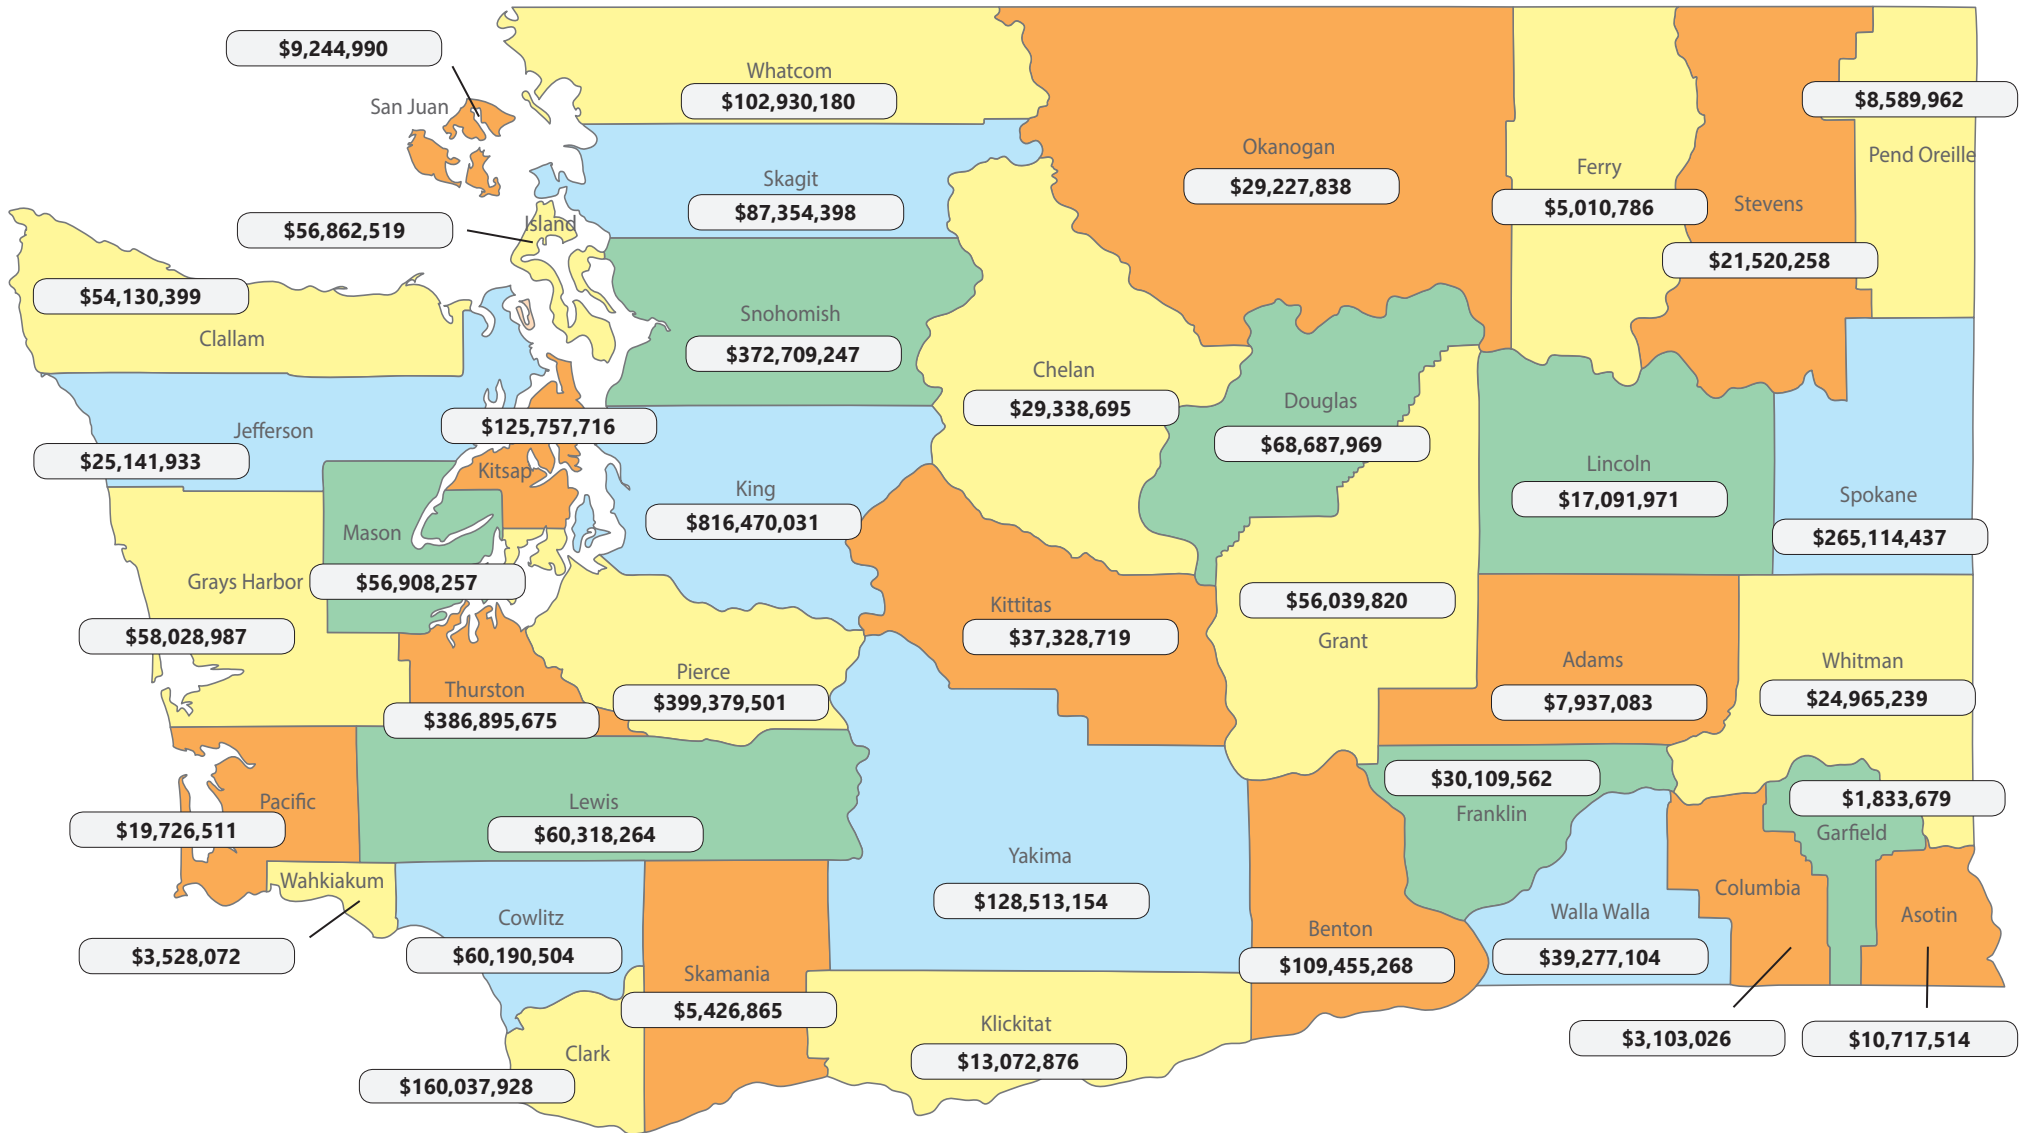 $9,244,990
San Juan
Whatcom
$102,930,180
Okanogan
$29,227,838
Ferry
$5,010,786
Stevens
$21,520,258
$8,589,962
Pend Oreille
Skagit
$87,354,398
$56,862,519
Island
$54,130,399
Clallam
Snohomish
$372,709,247
Chelan
$29,338,695
Douglas
$68,687,969
Jefferson
$25,141,933
$125,757,716
Kitsap
King
$816,470,031
Lincoln
$17,091,971
Spokane
$265,114,437
Mason
$56,908,257
Grays Harbor
$58,028,987
Kittitas
$37,328,719
$56,039,820
Grant
Adams
$7,937,083
Whitman
$24,965,239
Thurston
$386,895,675
Pierce
$399,379,501
Pacific
$19,726,511
Lewis
$60,318,264
Yakima
$128,513,154
$30,109,562
Franklin
$1,833,679
Garfield
Wahkiakum
$3,528,072
Cowlitz
$60,190,504
Skamania
$5,426,865
Benton
$109,455,268
Walla Walla
$39,277,104
Columbia
$3,103,026
Asotin
$10,717,514
Clark
$160,037,928
Klickitat
$13,072,876